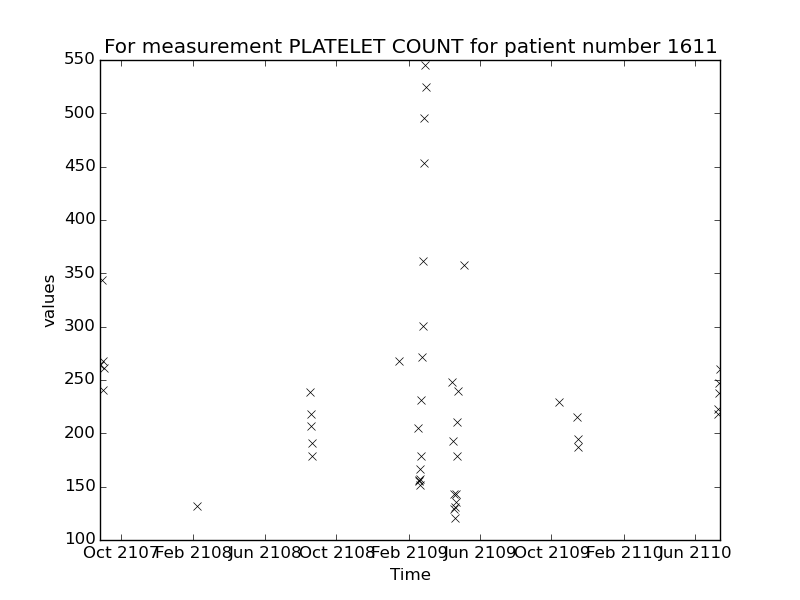 For measurement PLATELET COUNT for patient number 1611
550
500
450
400
350
300
250
200
150
100
values
Oct 2107 Feb 2108 Jun 2108 Oct 2108 Feb 2109 Jun 2109 Oct 2109 Feb 2110 Jun 2110
Time